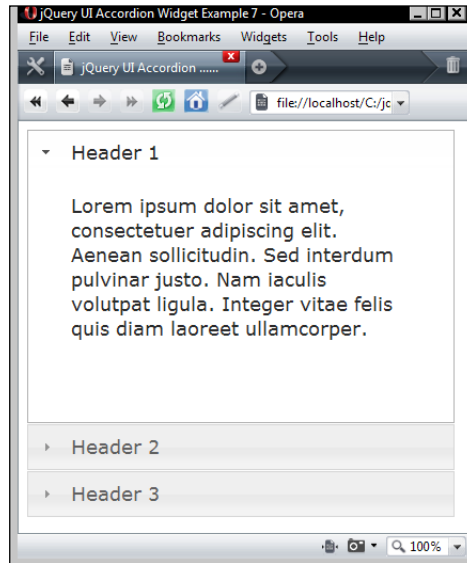 jQuery UI Accordion Widget Example 7 - Opera
File Edit View Bookmarks Widgets Tools Help
jQuery UI Accordion ......
file://localhost/C:/jc
Header 1
Lorem ipsum dolor sit amet,
consectetuer adipiscing elit.
Aenean sollicitudin. Sed interdum
pulvinar justo. Nam iaculis
volutpat ligula. Integer vitae felis
quis diam laoreet ullamcorper.
Header 2
Header 3
100%